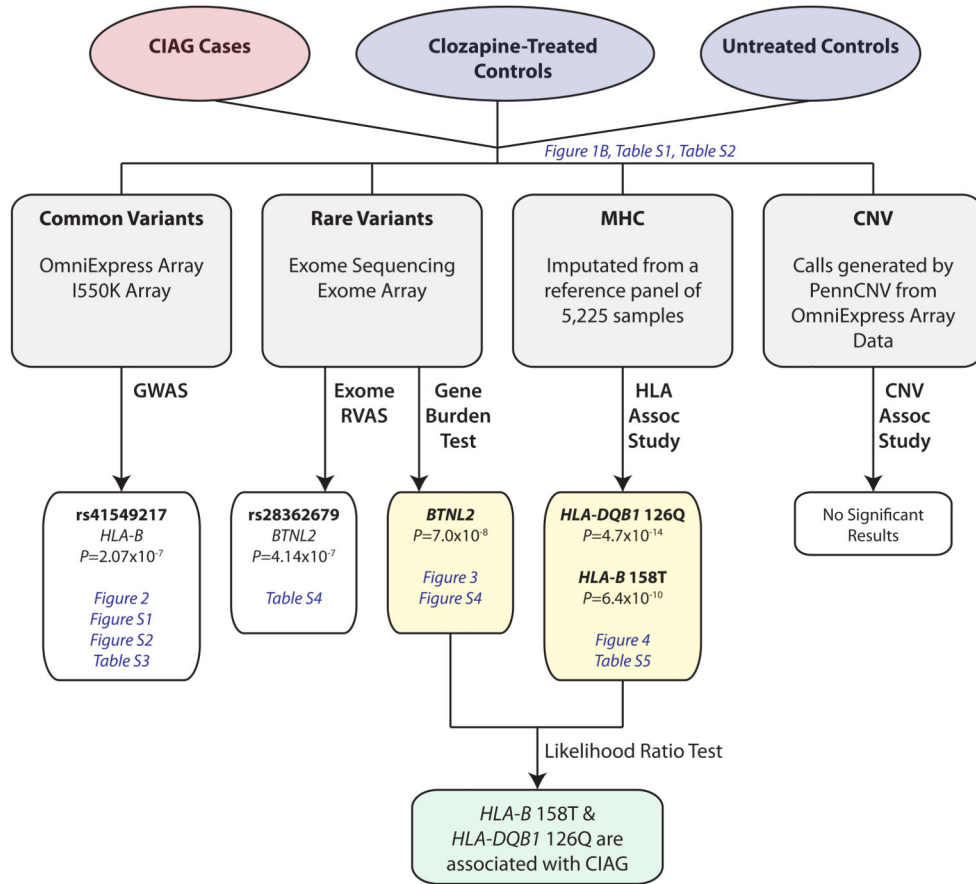 CIAG Cases
Clozapine-Treated
Controls
Untreated Controls
Figure 1B, Table S1, Table S2
Common Variants
OmniExpress Array
I550K Array
Rare Variants
Exome Sequencing
Exome Array
MHC
Imputated from a
reference panel of
5,225 samples
CNV
Calls generated by
PennCNV from
OmniExpress Array
Data
GWAS
Exome
RVAS
Gene
Burden
Test
HLA
Assoc
Study
CNV
Assoc
Study
rs41549217
HLA-B
P=2.07x10⁻⁷
Figure 2
Figure S1
Figure S2
Table S3
rs28362679
BTNL2
P=4.14x10⁻⁷
Table S4
BTNL2
P=7.0x10⁻⁸
Figure 3
Figure S4
HLA-DQB1 126Q
P=4.7x10⁻¹⁴
HLA-B 158T
P=6.4x10⁻¹⁰
Figure 4
Table S5
No Significant
Results
Likelihood Ratio Test
HLA-B 158T &
HLA-DQB1 126Q are
associated with CIAG